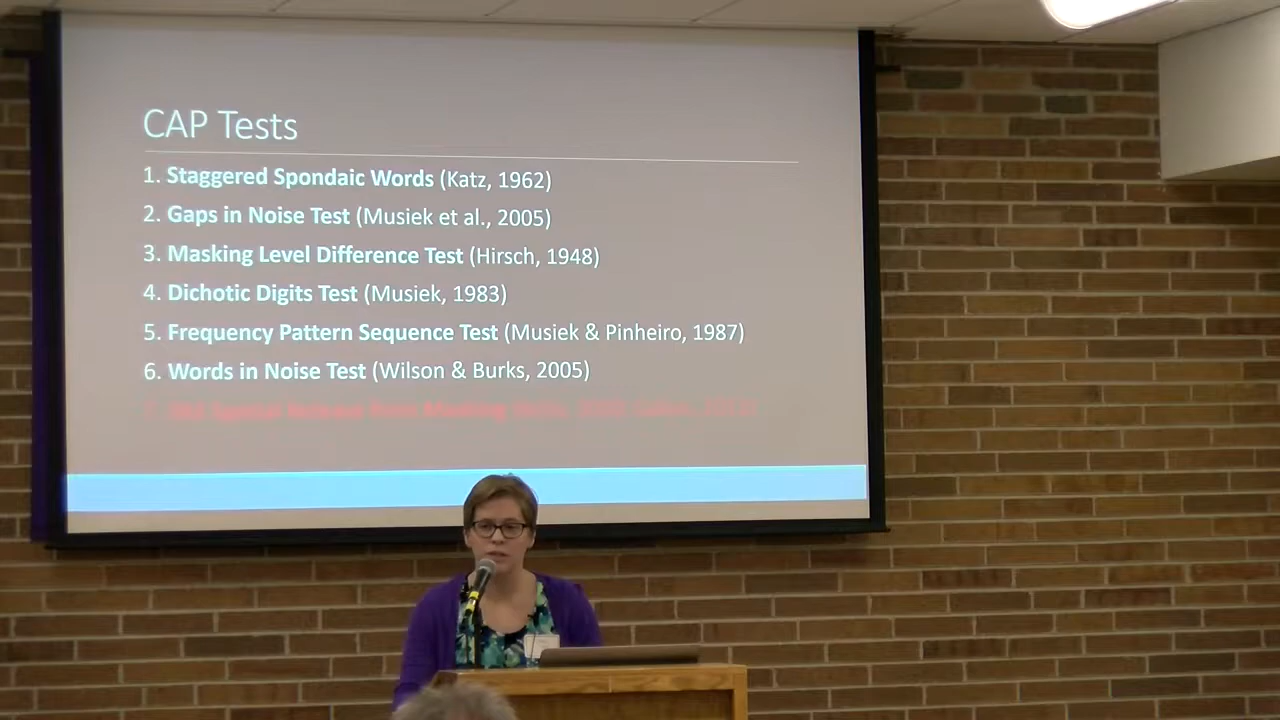 CAP Tests
1. Staggered Spondaic Words (Katz, 1962)
2. Gaps in Noise Test (Musiek et al., 2005)
3. Masking Level Difference Test (Hirsch, 1948)
4. Dichotic Digits Test (Musiek, 1983)
5. Frequency Pattern Sequence Test (Musiek & Pinheiro, 1987)
6. Words in Noise Test (Wilson & Burks, 2005)